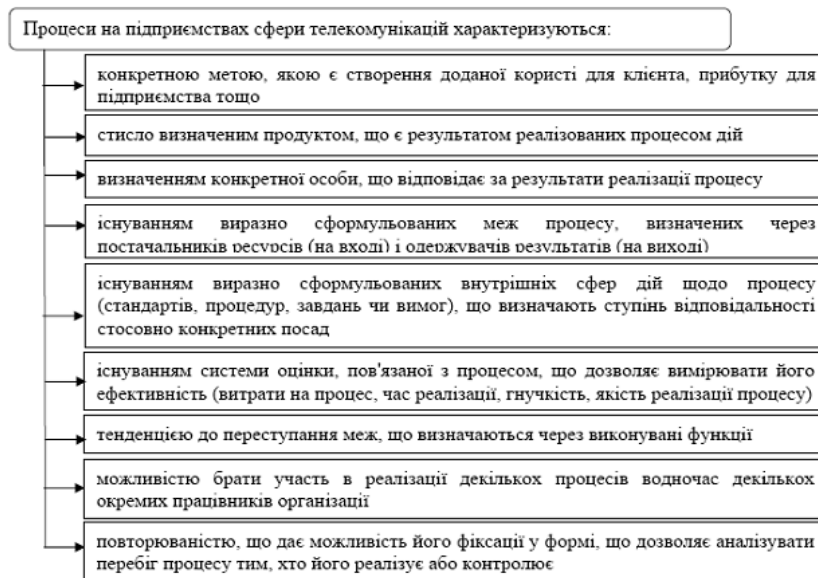 Процеси на підприємствах сфери телекомунікацій характеризуються:
конкретною метою, якою є створення доданої користі для клієнта, прибутку для
підприємства тощо
стисло визначеним продуктом, що є результатом реалізованих процесом дій
визначенням конкретної особи, що відповідає за результати реалізації процесу
існуванням виразно сформульованих меж процесу, визначених через
постачальників ресурсів (на вході) і одержувачів результатів (на виході)
існуванням виразно сформульованих внутрішніх сфер дій щодо процесу
(стандартів, процедур, завдань чи вимог), що визначають ступінь відповідальності
стосовно конкретних посад
існуванням системи оцінки, пов'язаної з процесом, що дозволяє вимірювати його
ефективність (витрати на процес, час реалізації, гнучкість, якість реалізації процесу)
тенденцією до переступання меж, що визначаються через виконувані функції
можливістю брати участь в реалізації декількох процесів водночас декількох
окремих працівників організації
повторюваністю, що дає можливість його фіксації у формі, що дозволяє аналізувати
перебіг процесу тим, хто його реалізує або контролює